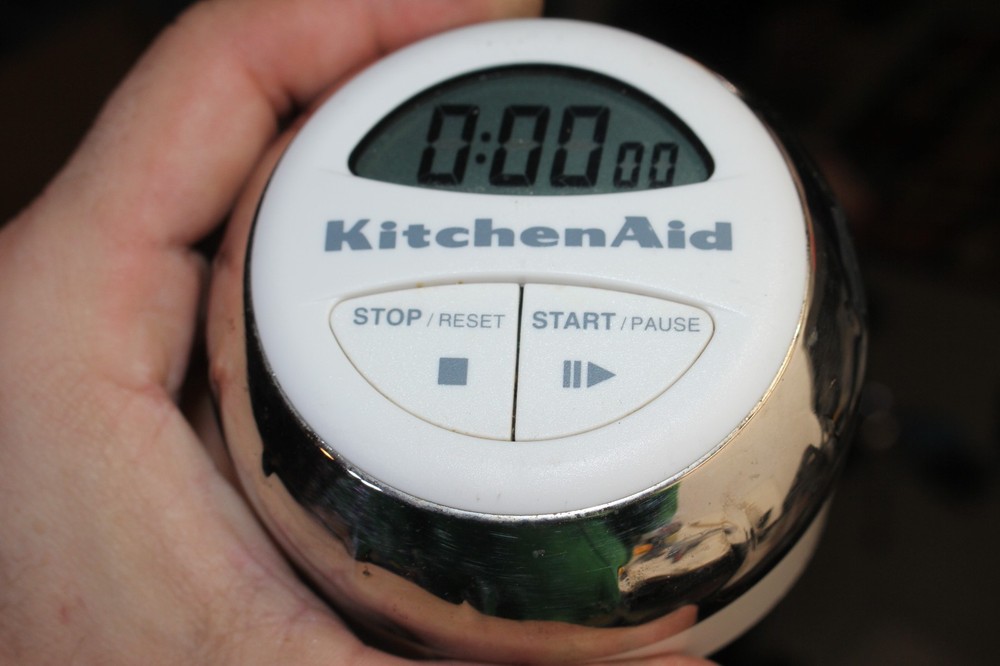 0:00 00
KitchenAid
STOP / RESET
START / PAUSE